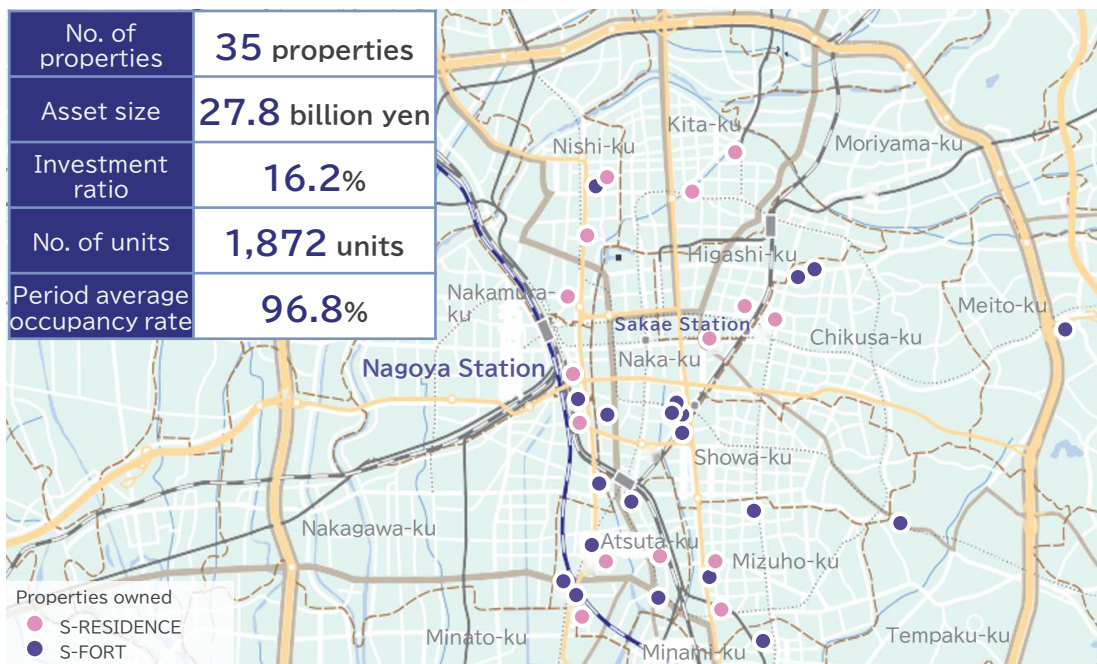 No. of
properties
35 properties
Asset size
27.8 billion yen
Investment
ratio
16.2%
No. of units
1,872 units
Period average
occupancy rate
96.8%
Kita-ku
Nishi-ku
Moriyama-ku
Higashi-ku
Nakamura-
ku
Meito-ku
Sakae Station
Chikusa-ku
Naka-ku
Nagoya Station
Showa-ku
Nakagawa-ku
Atsuta-ku
Mizuho-ku
Minato-ku
Minami-ku
Tempaku-ku
Properties owned
S-RESIDENCE
S-FORT